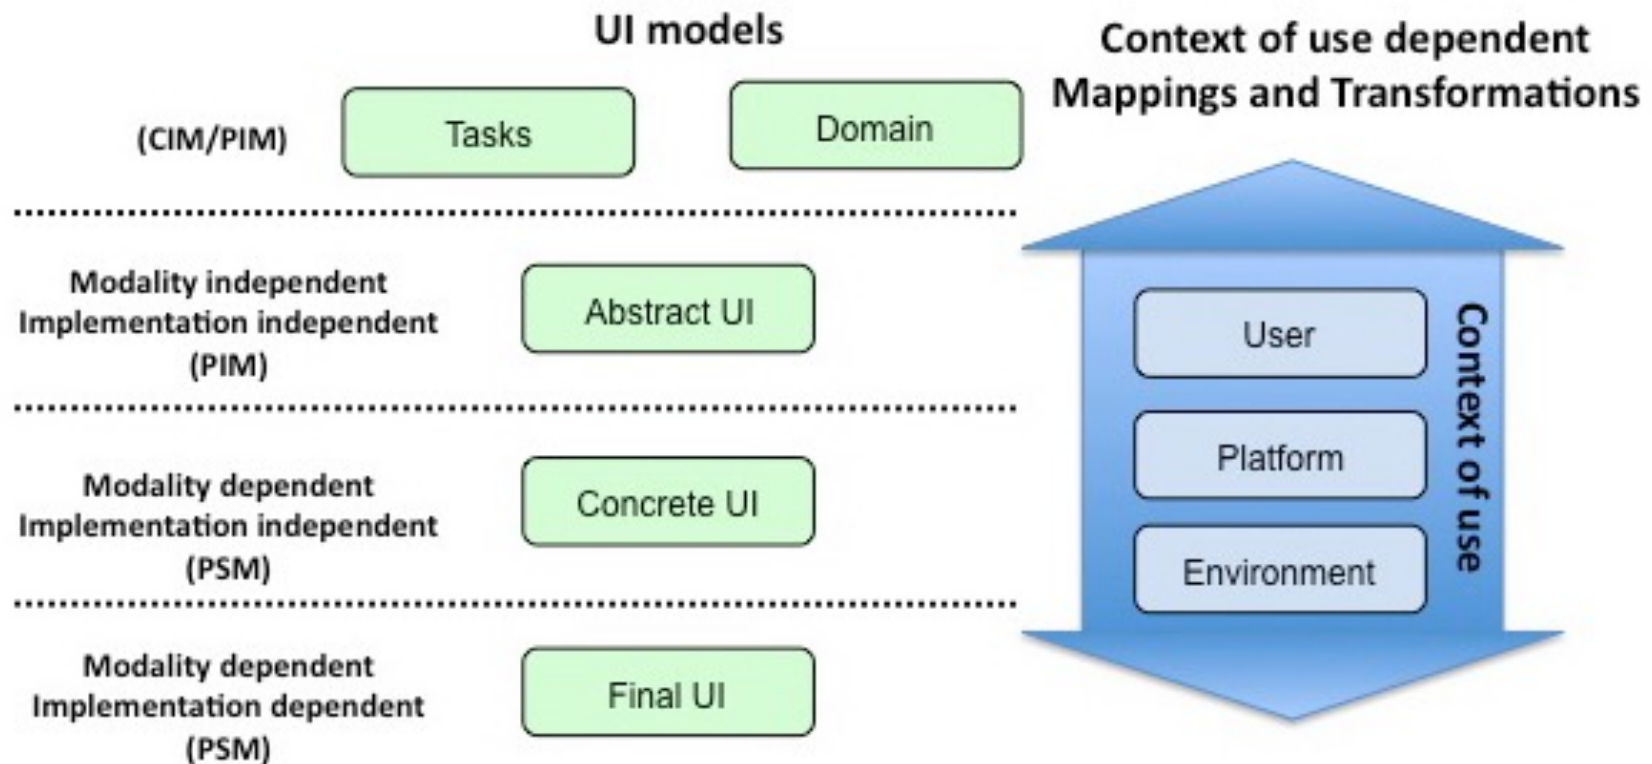 UI models
Context of use dependent
Mappings and Transformations
(CIM/PIM)
Tasks
Domain
Modality independent
Implementation independent
(PIM)
Abstract UI
Modality dependent
Implementation independent
(PSM)
Concrete UI
Modality dependent
Implementation dependent
(PSM)
Final UI
User
Platform
Environment
Context of use